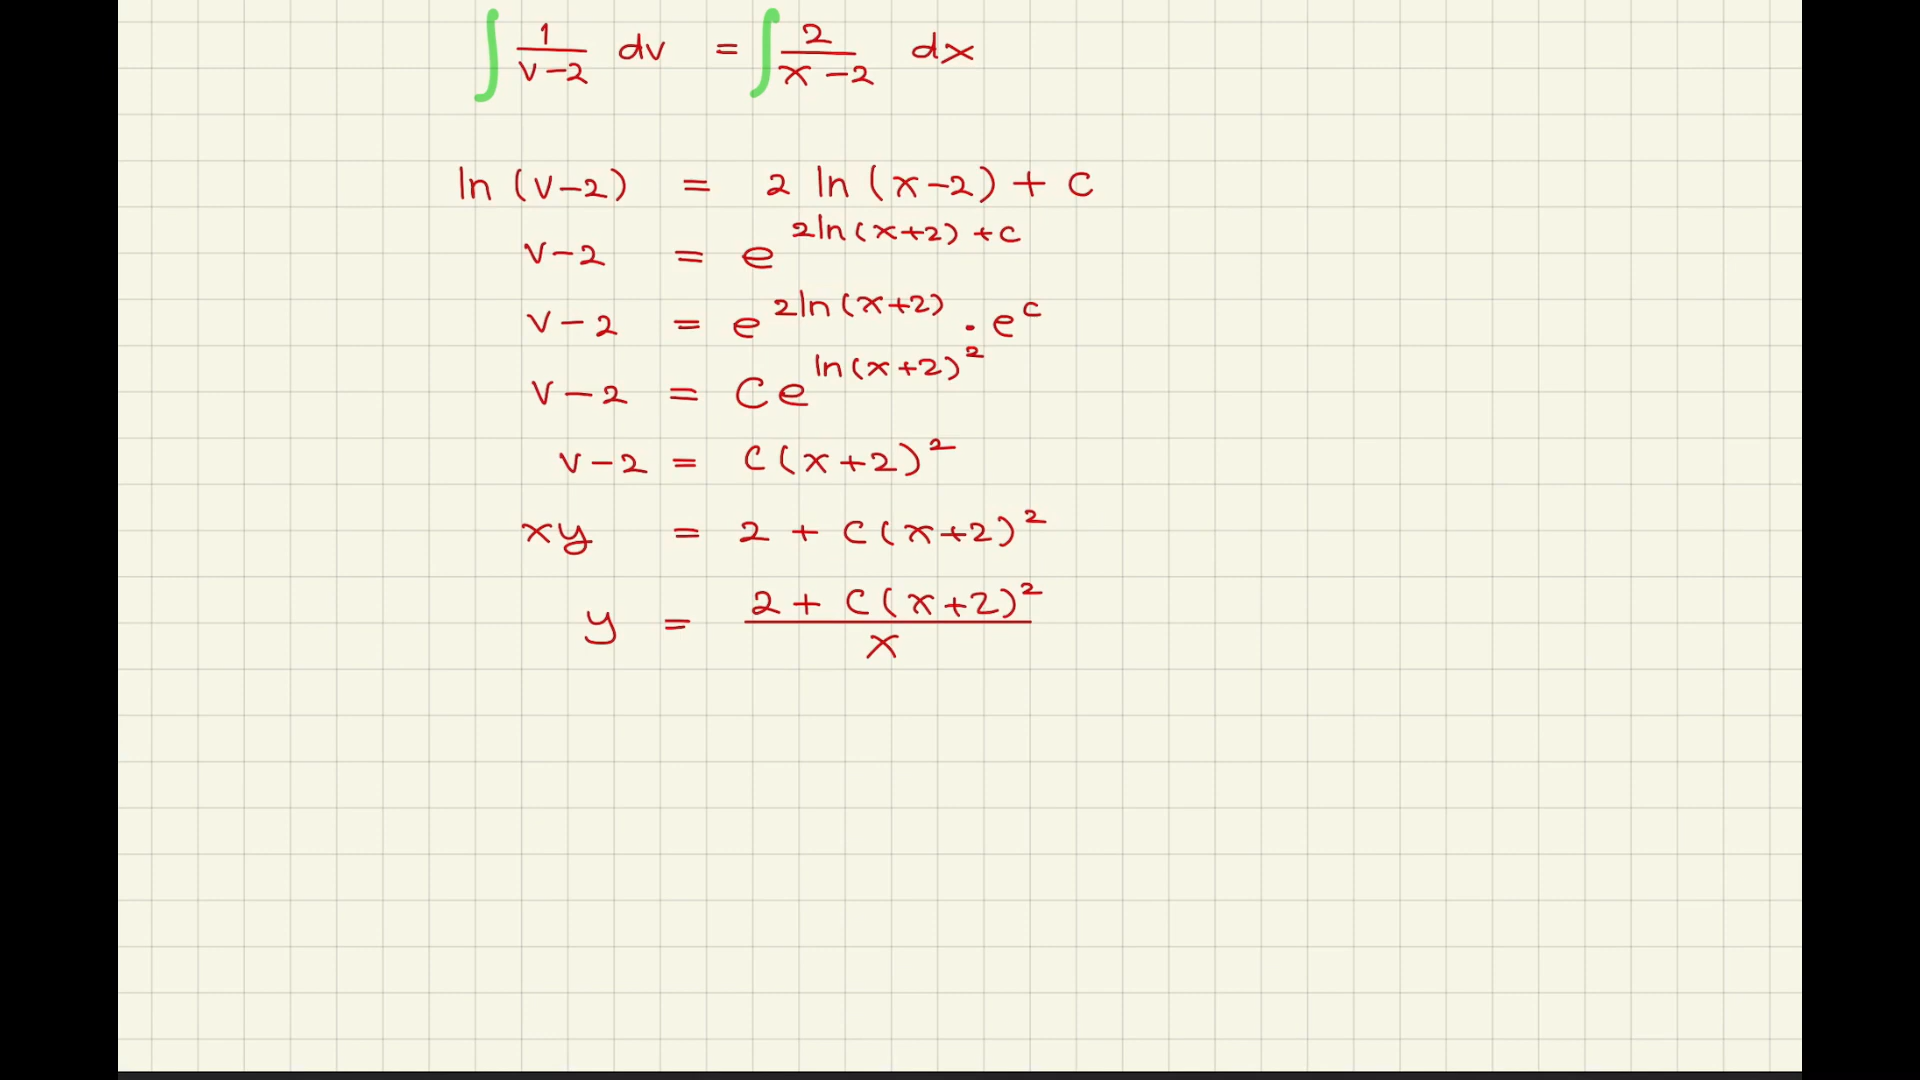 ∫ 1/(v-2) dv = ∫ 2/(x-2) dx
ln (v-2) = 2 ln (x-2) + c
v-2 = e^(2ln(x+2) + c)
v-2 = e^(2ln(x+2)) · e^c
v-2 = C e^(ln(x+2)^2)
v-2 = C(x+2)^2
xy = 2 + C(x+2)^2
y = (2 + C(x+2)^2)/x